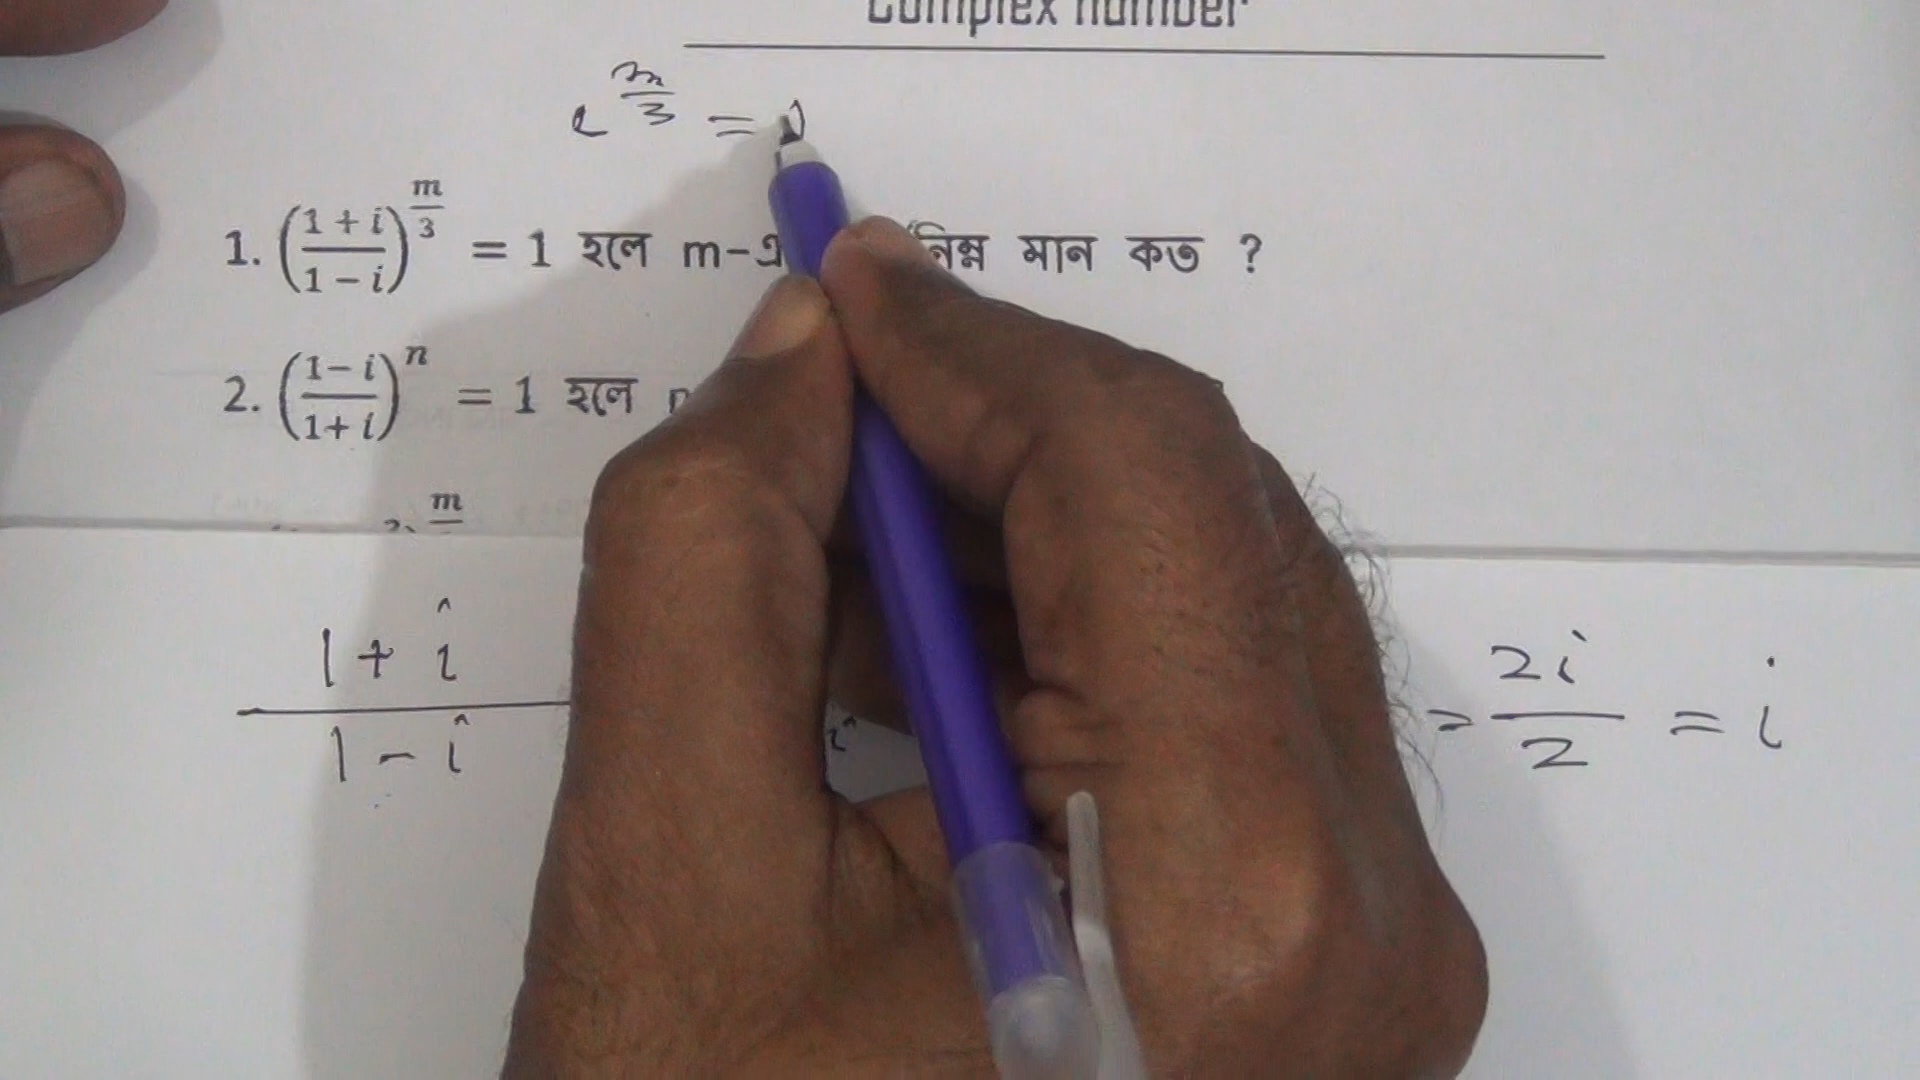 Complex number
i^(m/3) =
1. ((1 + i)/(1 − i))^(m/3) = 1 হলে m-এ নিম্ন মান কত ?
2. ((1− i)/(1+ i))^n = 1 হলে
m
1 + i
1 − i
= 2i/2 = i